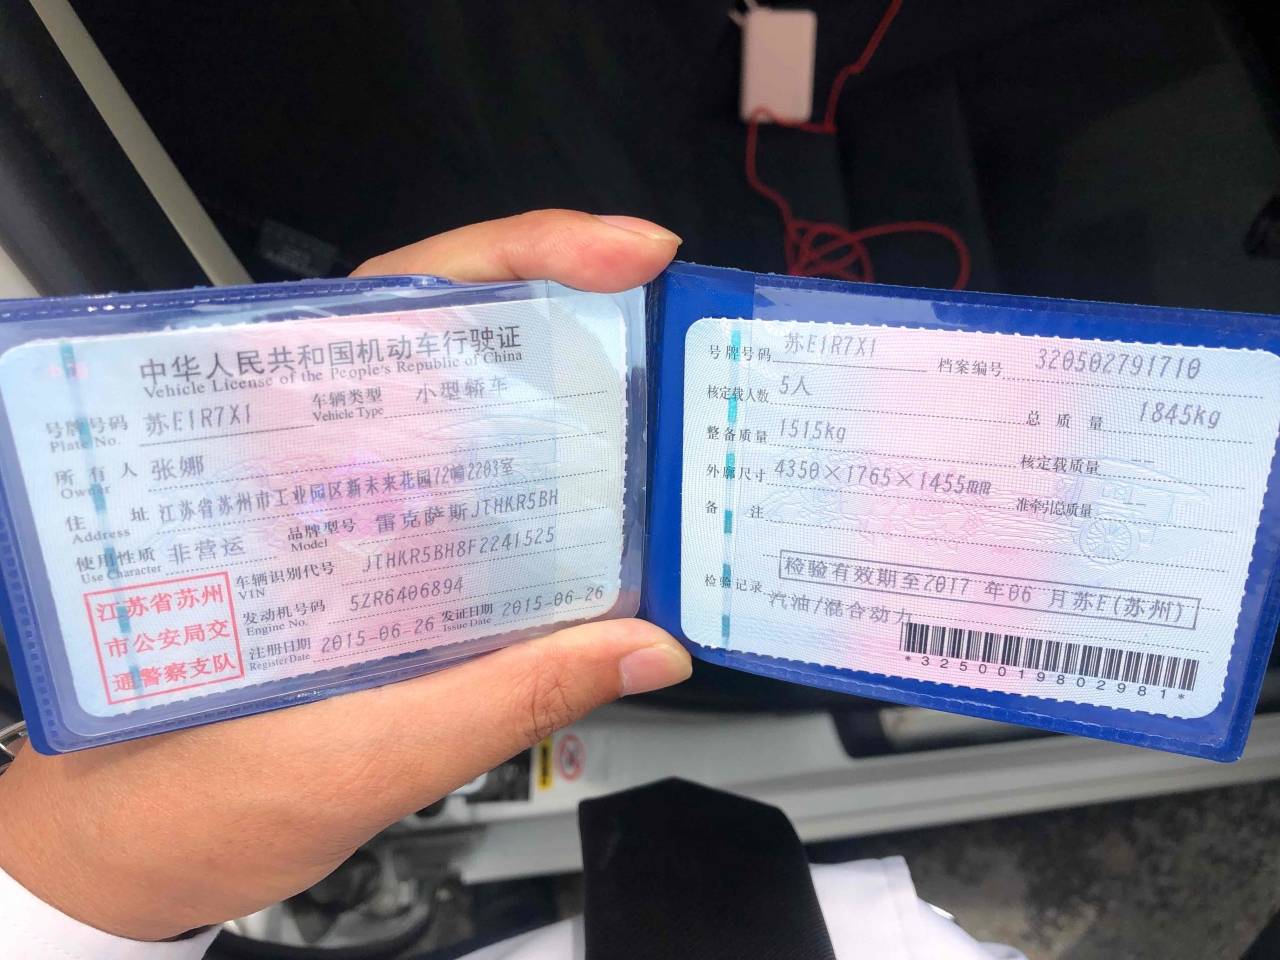 中华人民共和国机动车行驶证
Vehicle License of the People's Republic of China
号牌号码 苏E1R7X1 车辆类型 小型轿车
Plate No. Vehicle Type
所有人 张娜
Owner
住址 江苏省苏州市工业园区新未来花园72幢2203室
Address
使用性质 非营运 品牌型号 雷克萨斯JTHKR5BH
Use Character Model
江苏省苏州
市公安局交
通警察支队
车辆识别代号 JTHKR5BH8F2241525
VIN
发动机号码 5ZR6406894
Engine No.
注册日期 2015-06-26 发证日期 2015-06-26
Register Date Issue Date
号牌号码 苏E1R7X1 档案编号 320502791710
核定载人数 5人 总质量 1845kg
整备质量 1515kg 核定载质量 --
外廓尺寸 4350×1765×1455mm 准牵引总质量 --
备注
检验记录 检验有效期至2017年06月苏E(苏州)
汽油/混合动力
*3250019802981*